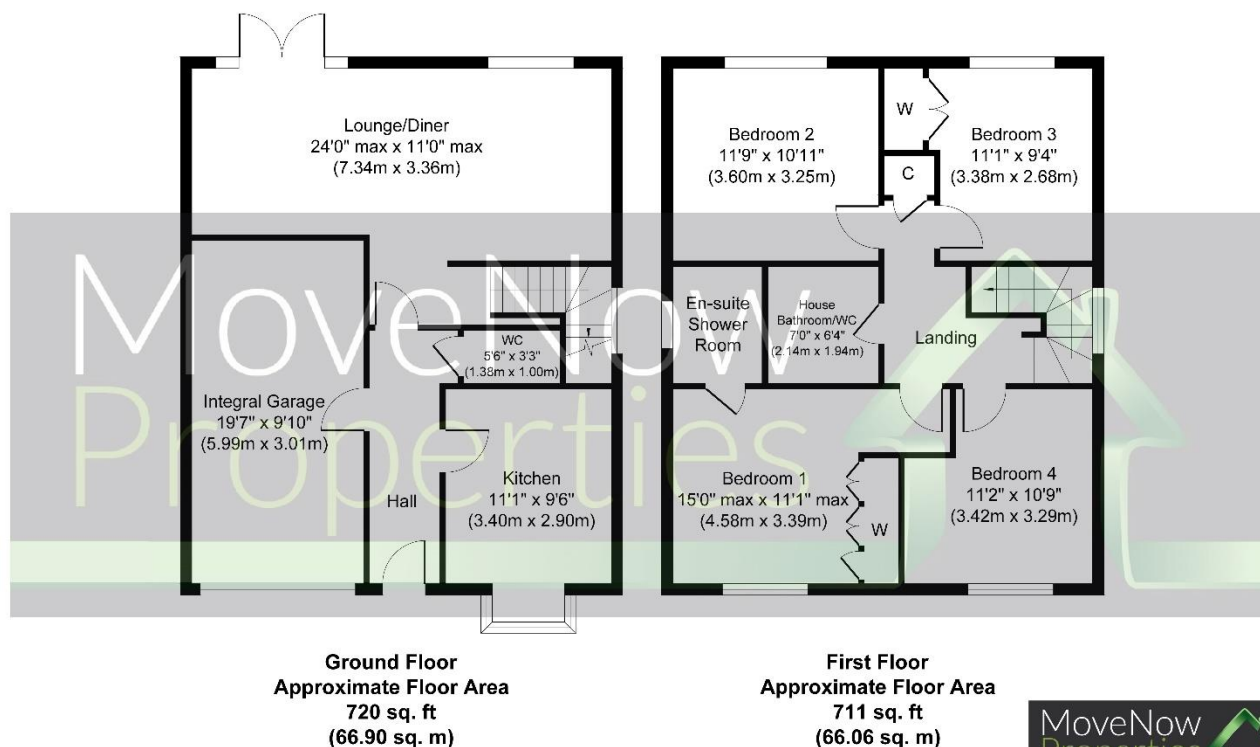 Lounge/Diner
24'0" max x 11'0" max
(7.34m x 3.36m)
Integral Garage
19'7" x 9'10"
(5.99m x 3.01m)
WC
5'6" x 3'3"
(1.38m x 1.00m)
Hall
Kitchen
11'1" x 9'6"
(3.40m x 2.90m)
Ground Floor
Approximate Floor Area
720 sq. ft
(66.90 sq. m)
Bedroom 2
11'9" x 10'11"
(3.60m x 3.25m)
W
C
Bedroom 3
11'1" x 9'4"
(3.38m x 2.68m)
En-suite
Shower
Room
House
Bathroom/WC
7'0" x 6'4"
(2.14m x 1.94m)
Landing
Bedroom 1
15'0" max x 11'1" max
(4.58m x 3.39m)
W
Bedroom 4
11'2" x 10'9"
(3.42m x 3.29m)
First Floor
Approximate Floor Area
711 sq. ft
(66.06 sq. m)
MoveNow
Properties
MoveNow
Properties